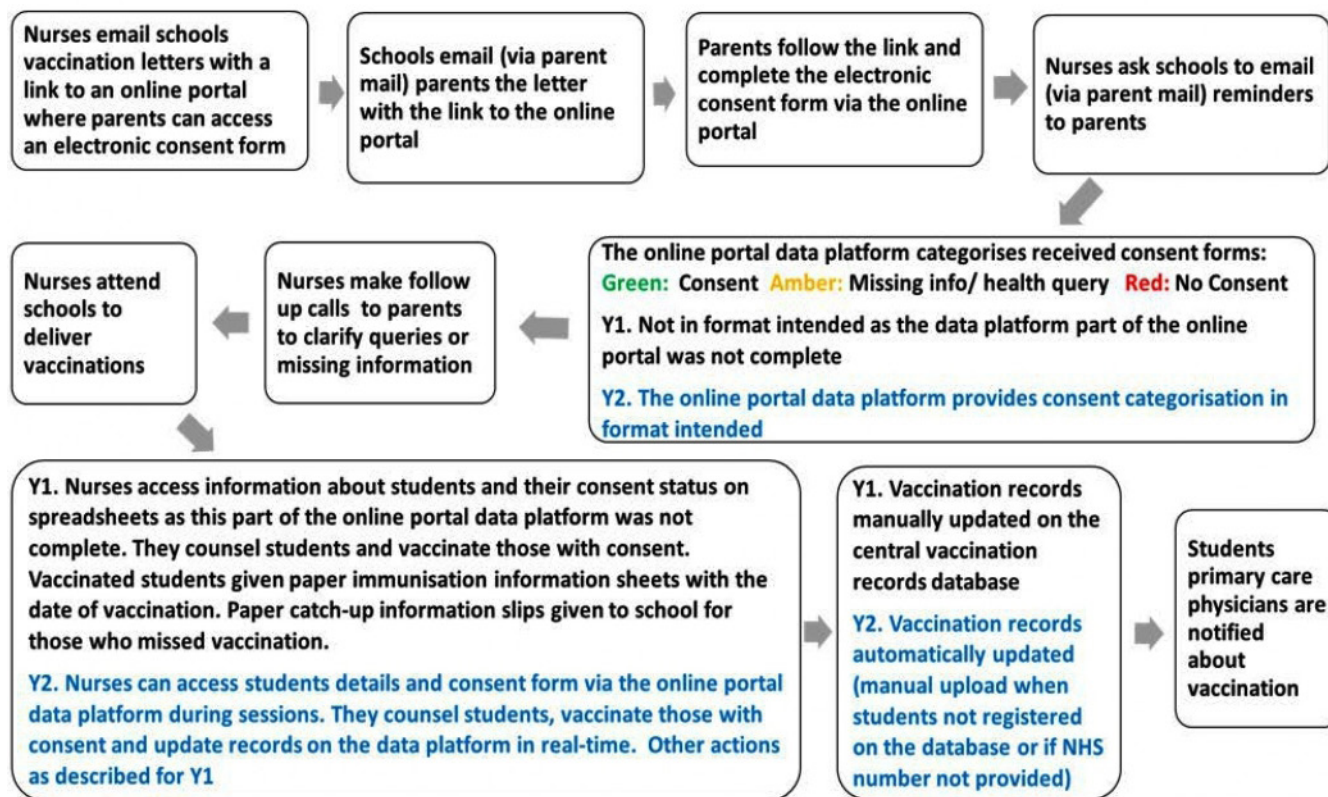 Nurses email schools
vaccination letters with a
link to an online portal
where parents can access
an electronic consent form
Schools email (via parent
mail) parents the letter
with the link to the online
portal
Parents follow the link and
complete the electronic
consent form via the online
portal
Nurses ask schools to email
(via parent mail) reminders
to parents
The online portal data platform categorises received consent forms:
Green: Consent Amber: Missing info/ health query Red: No Consent
Y1. Not in format intended as the data platform part of the online
portal was not complete
Y2. The online portal data platform provides consent categorisation in
format intended
Nurses make follow
up calls to parents
to clarify queries or
missing information
Nurses attend
schools to
deliver
vaccinations
Y1. Nurses access information about students and their consent status on
spreadsheets as this part of the online portal data platform was not
complete. They counsel students and vaccinate those with consent.
Vaccinated students given paper immunisation information sheets with the
date of vaccination. Paper catch-up information slips given to school for
those who missed vaccination.
Y2. Nurses can access students details and consent form via the online portal
data platform during sessions. They counsel students, vaccinate those with
consent and update records on the data platform in real-time. Other actions
as described for Y1
Y1. Vaccination records
manually updated on the
central vaccination
records database
Y2. Vaccination records
automatically updated
(manual upload when
students not registered
on the database or if NHS
number not provided)
Students
primary care
physicians are
notified
about
vaccination